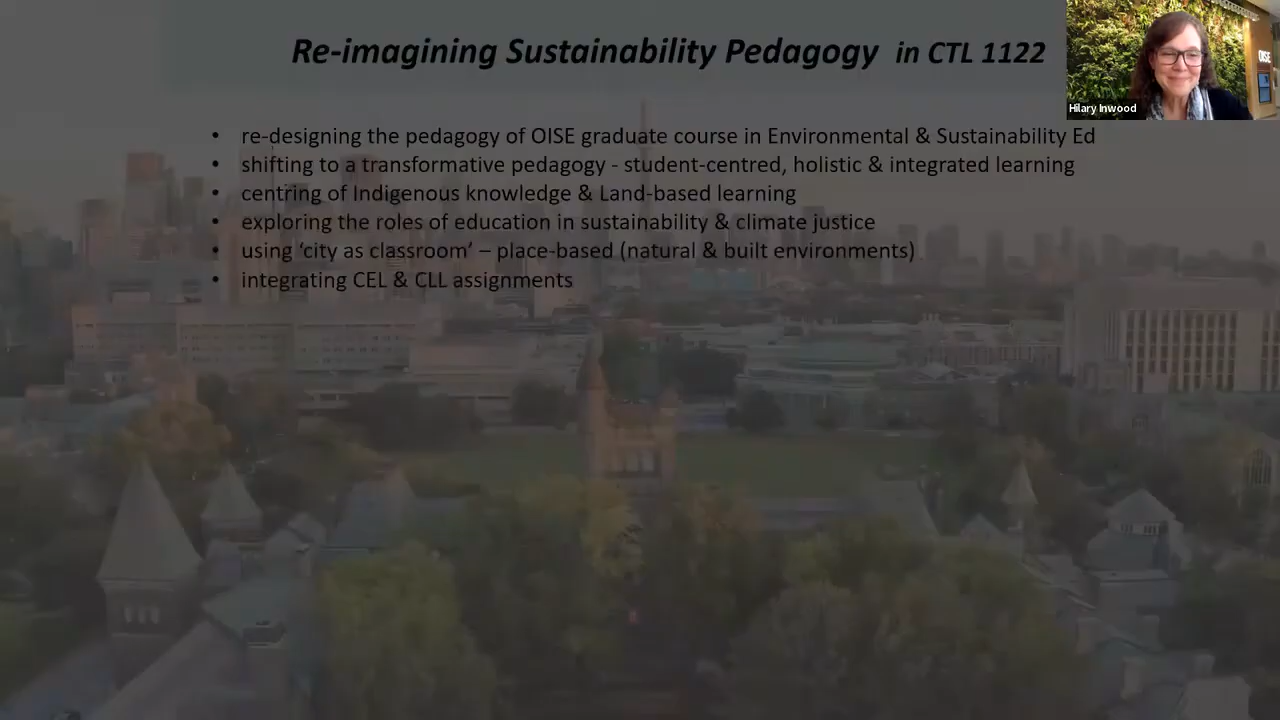 Re-imagining Sustainability Pedagogy in CTL 1122
OISE
Hilary Inwood
• re-designing the pedagogy of OISE graduate course in Environmental & Sustainability Ed
• shifting to a transformative pedagogy - student-centred, holistic & integrated learning
• centring of Indigenous knowledge & Land-based learning
• exploring the roles of education in sustainability & climate justice
• using ‘city as classroom’ – place-based (natural & built environments)
• integrating CEL & CLL assignments